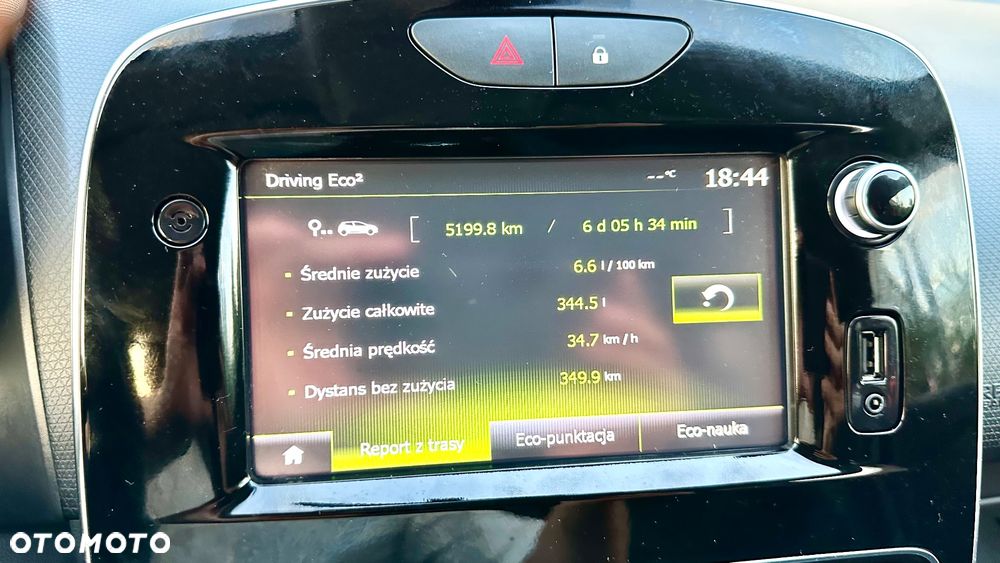 Driving Eco² --°C 18:44
[ 5199.8 km / 6 d 05 h 34 min ]
Średnie zużycie 6.6 l / 100 km
Zużycie całkowite 344.5 l
Średnia prędkość 34.7 km / h
Dystans bez zużycia 349.9 km
Report z trasy Eco-punktacja Eco-nauka
OTOMOTO